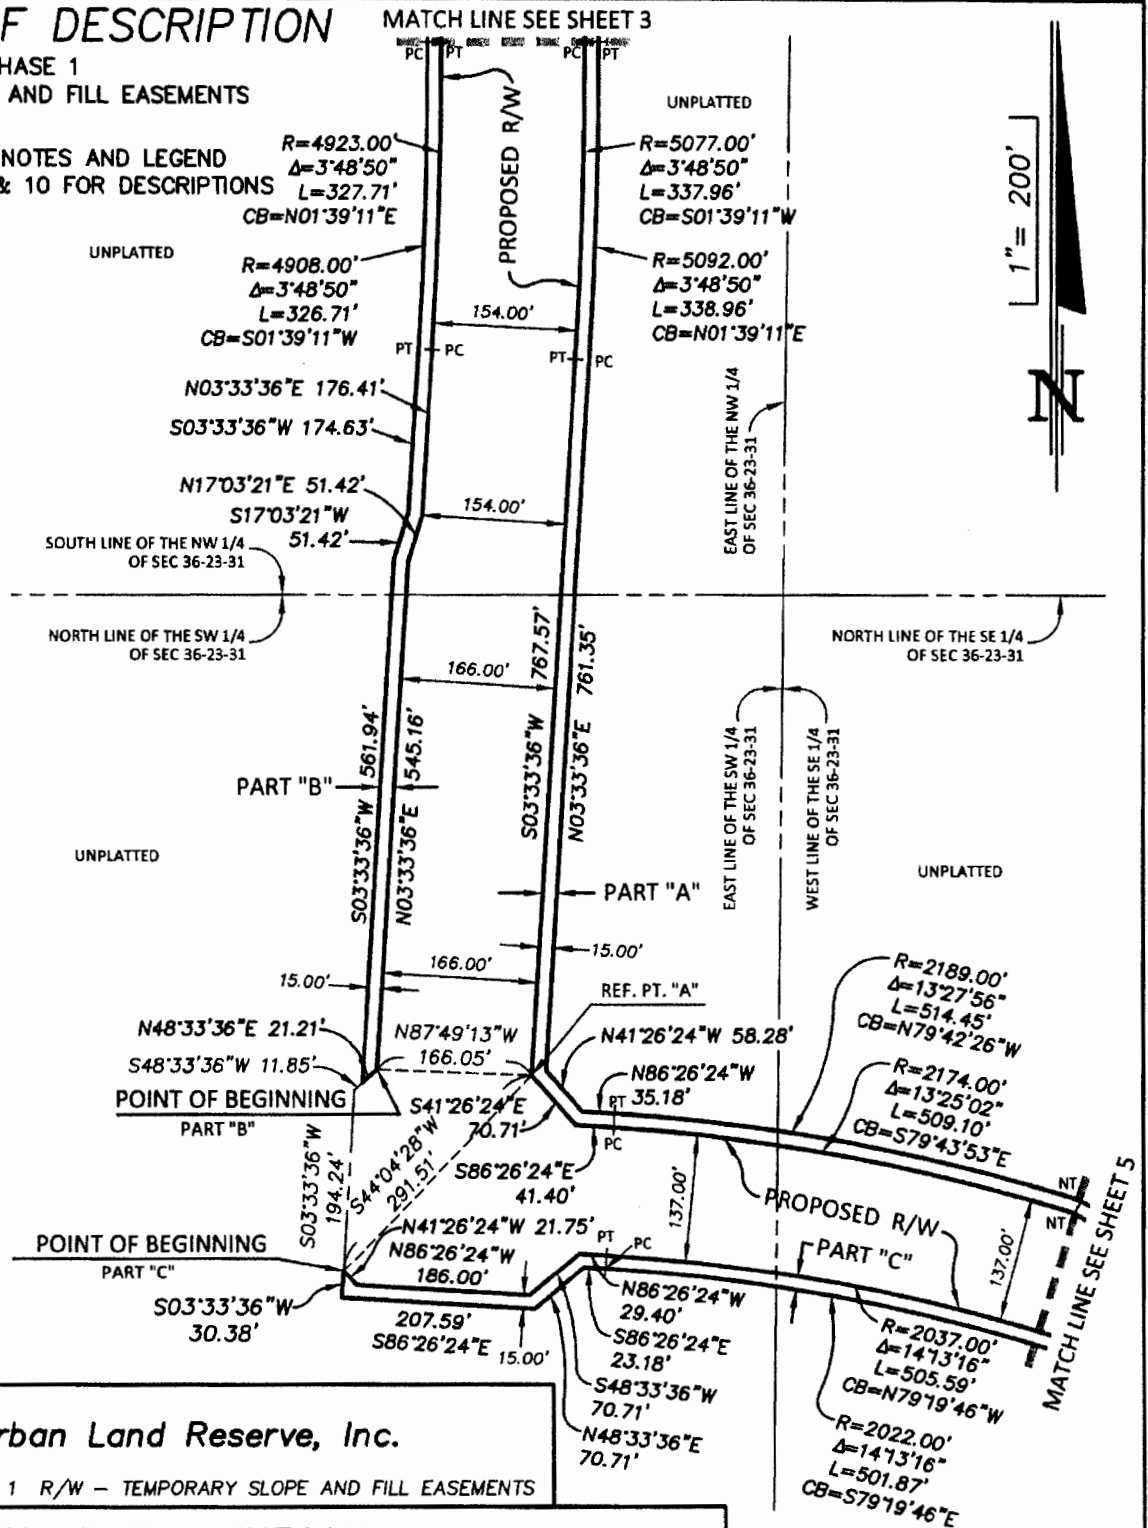 F DESCRIPTION
MATCH LINE SEE SHEET 3
HASE 1
AND FILL EASEMENTS
NOTES AND LEGEND
& 10 FOR DESCRIPTIONS
PC
PT
PC
PT
PROPOSED R/W
UNPLATTED
R=4923.00'
Δ=3°48'50"
L=327.71'
CB=N01°39'11"E
R=5077.00'
Δ=3°48'50"
L=337.96'
CB=S01°39'11"W
1"= 200'
N
UNPLATTED
R=4908.00'
Δ=3°48'50"
L=326.71'
CB=S01°39'11"W
R=5092.00'
Δ=3°48'50"
L=338.96'
CB=N01°39'11"E
154.00'
PT
PC
PT
PC
N03°33'36"E 176.41'
S03°33'36"W 174.63'
N17°03'21"E 51.42'
S17°03'21"W
51.42'
154.00'
EAST LINE OF THE NW 1/4
OF SEC 36-23-31
SOUTH LINE OF THE NW 1/4
OF SEC 36-23-31
NORTH LINE OF THE SW 1/4
OF SEC 36-23-31
NORTH LINE OF THE SE 1/4
OF SEC 36-23-31
166.00'
S03°33'36"W 767.57'
N03°33'36"E 761.35'
EAST LINE OF THE SW 1/4
OF SEC 36-23-31
WEST LINE OF THE SE 1/4
OF SEC 36-23-31
S03°33'36"W 561.94'
N03°33'36"E 545.16'
PART "B"
UNPLATTED
UNPLATTED
PART "A"
15.00'
166.00'
15.00'
REF. PT. "A"
R=2189.00'
Δ=13°27'56"
L=514.45'
CB=N79°42'26"W
N48°33'36"E 21.21'
N87°49'13"W
166.05'
N41°26'24"W 58.28'
S48°33'36"W 11.85'
N86°26'24"W
35.18'
R=2174.00'
Δ=13°25'02"
L=509.10'
CB=S79°43'53"E
POINT OF BEGINNING
PART "B"
S41°26'24"E
70.71'
PT
PC
S03°33'36"W
194.24'
S44°04'28"W
291.51'
S86°26'24"E
41.40'
137.00'
PROPOSED R/W
NT
NT
MATCH LINE SEE SHEET 5
137.00'
POINT OF BEGINNING
PART "C"
N41°26'24"W 21.75'
N86°26'24"W
186.00'
PT
PC
PART "C"
S03°33'36"W
30.38'
207.59'
S86°26'24"E
15.00'
N86°26'24"W
29.40'
S86°26'24"E
23.18'
S48°33'36"W
70.71'
N48°33'36"E
70.71'
R=2037.00'
Δ=14°13'16"
L=505.59'
CB=N79°19'46"W
R=2022.00'
Δ=14°13'16"
L=501.87'
CB=S79°19'46"E
rban Land Reserve, Inc.
1 R/W – TEMPORARY SLOPE AND FILL EASEMENTS